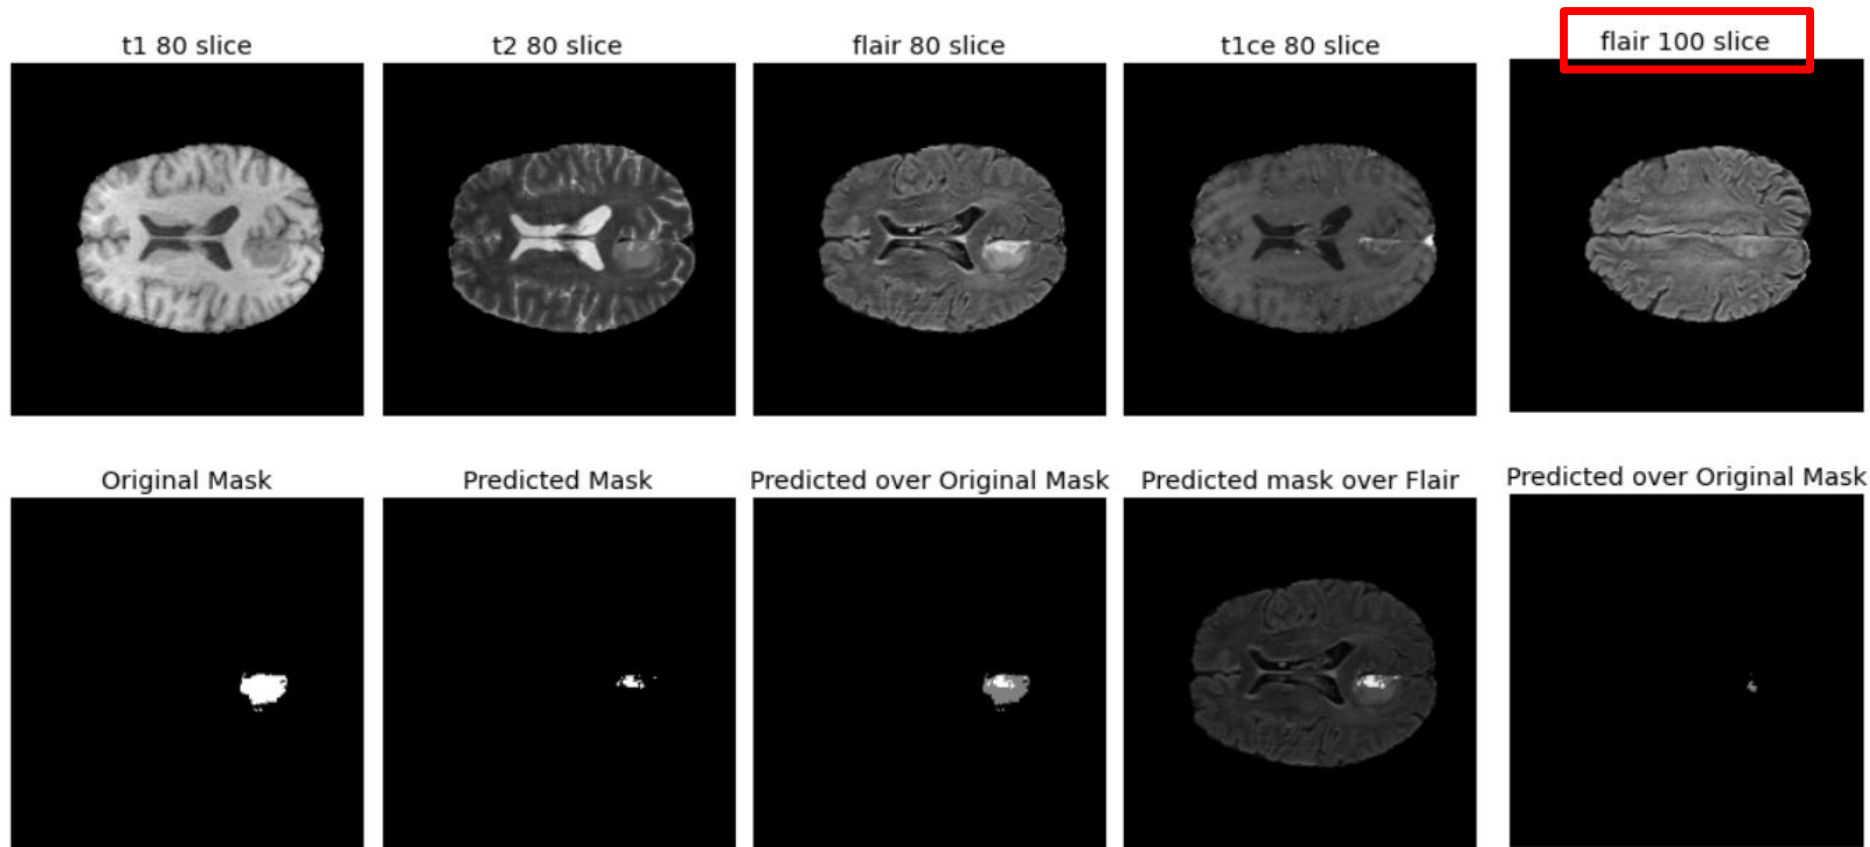 t1 80 slice
t2 80 slice
flair 80 slice
t1ce 80 slice
flair 100 slice
Original Mask
Predicted Mask
Predicted over Original Mask
Predicted mask over Flair
Predicted over Original Mask